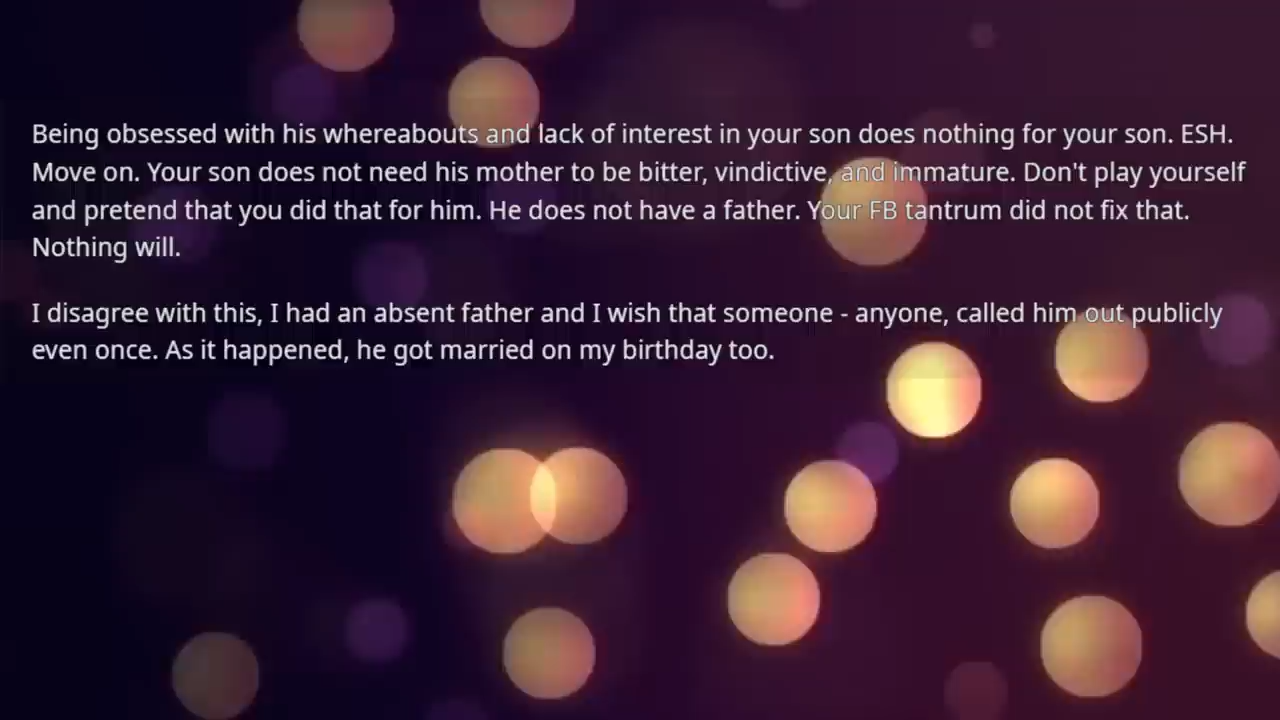 Being obsessed with his whereabouts and lack of interest in your son does nothing for your son. ESH.
Move on. Your son does not need his mother to be bitter, vindictive, and immature. Don't play yourself
and pretend that you did that for him. He does not have a father. Your FB tantrum did not fix that.
Nothing will.
I disagree with this, I had an absent father and I wish that someone - anyone, called him out publicly
even once. As it happened, he got married on my birthday too.